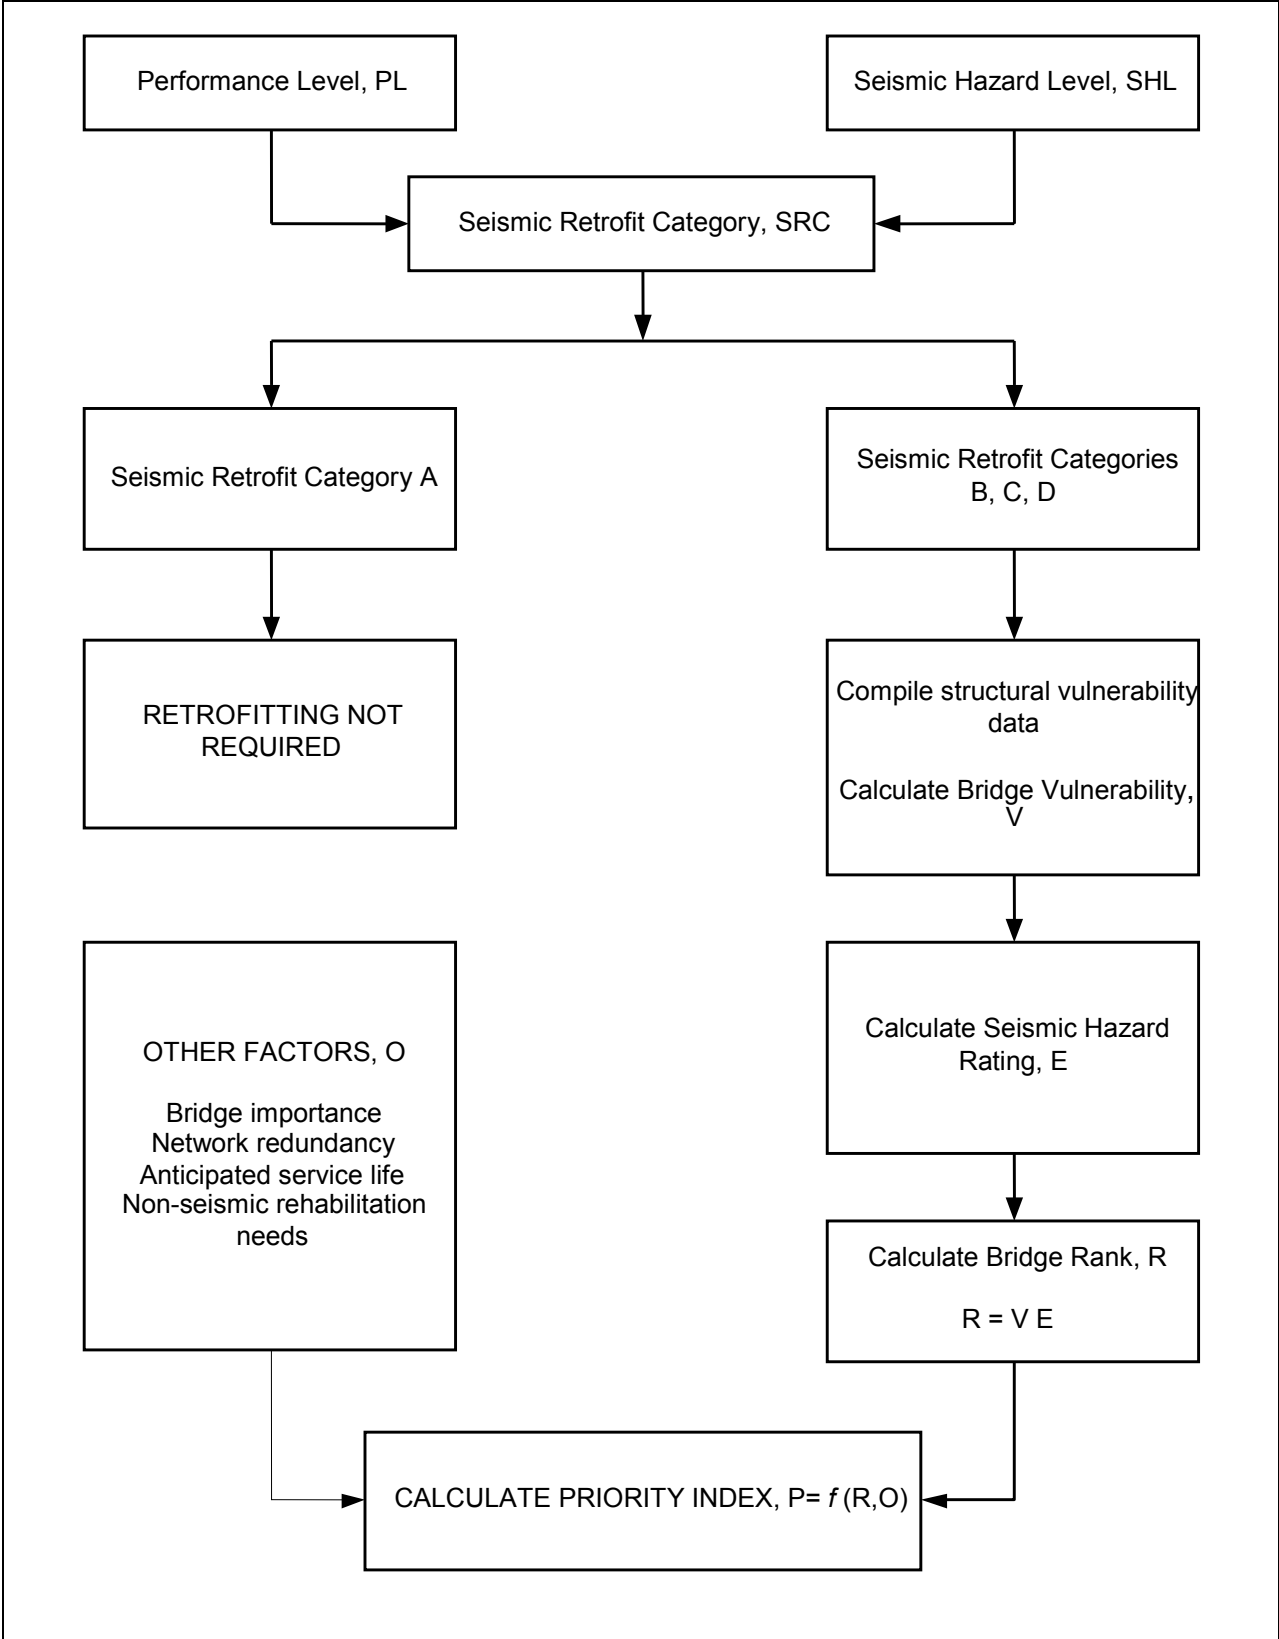 Performance Level, PL
Seismic Hazard Level, SHL
Seismic Retrofit Category, SRC
Seismic Retrofit Category A
Seismic Retrofit Categories
B, C, D
RETROFITTING NOT
REQUIRED
Compile structural vulnerability
data
Calculate Bridge Vulnerability,
V
OTHER FACTORS, O
Bridge importance
Network redundancy
Anticipated service life
Non-seismic rehabilitation
needs
Calculate Seismic Hazard
Rating, E
Calculate Bridge Rank, R
R = V E
CALCULATE PRIORITY INDEX, P= f (R,O)